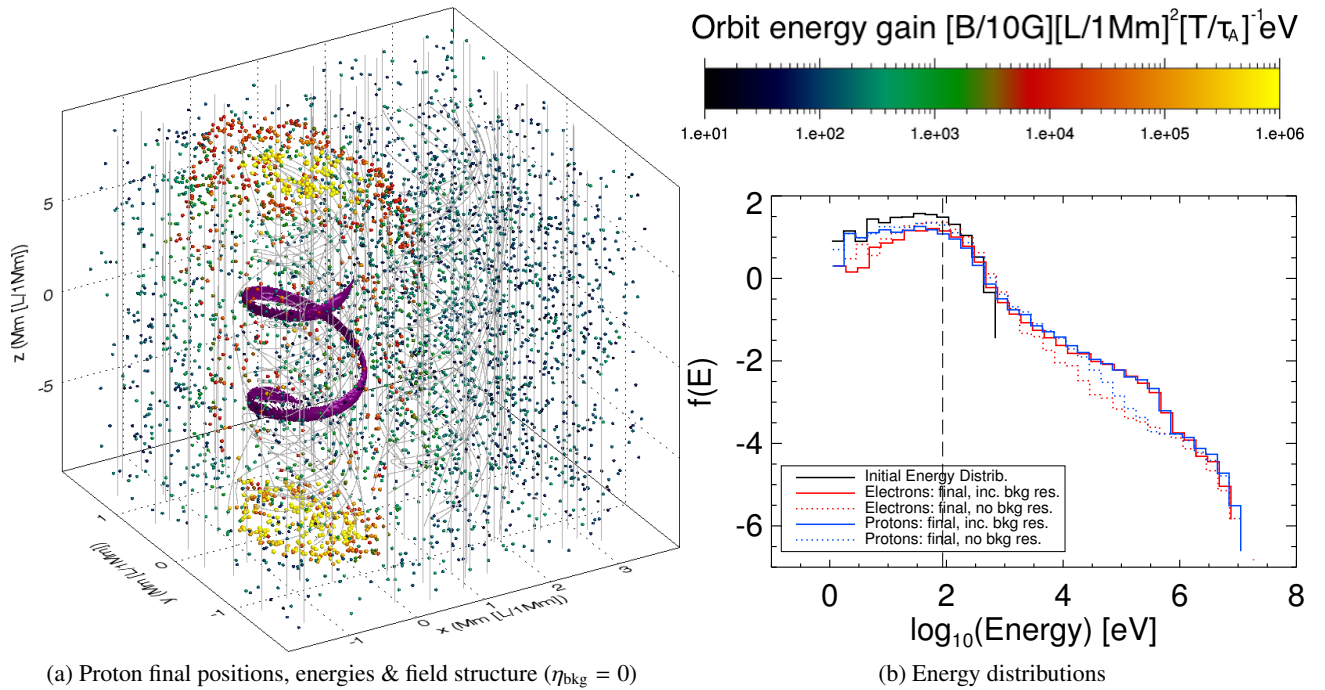 Orbit energy gain [B/10G][L/1Mm]²[T/τ_A]⁻¹eV
1.e+01 1.e+02 1.e+03 1.e+04 1.e+05 1.e+06
5
0
-5
z (Mm [L/1Mm])
1
0
-1
y (Mm [L/1Mm])
-1
0
1
2
3
x (Mm [L/1Mm])
(a) Proton final positions, energies & field structure (η_bkg = 0)
2
0
-2
-4
-6
f(E)
Initial Energy Distrib.
Electrons: final, inc. bkg res.
Electrons: final, no bkg res.
Protons: final, inc. bkg res.
Protons: final, no bkg res.
0 2 4 6 8
log₁₀(Energy) [eV]
(b) Energy distributions